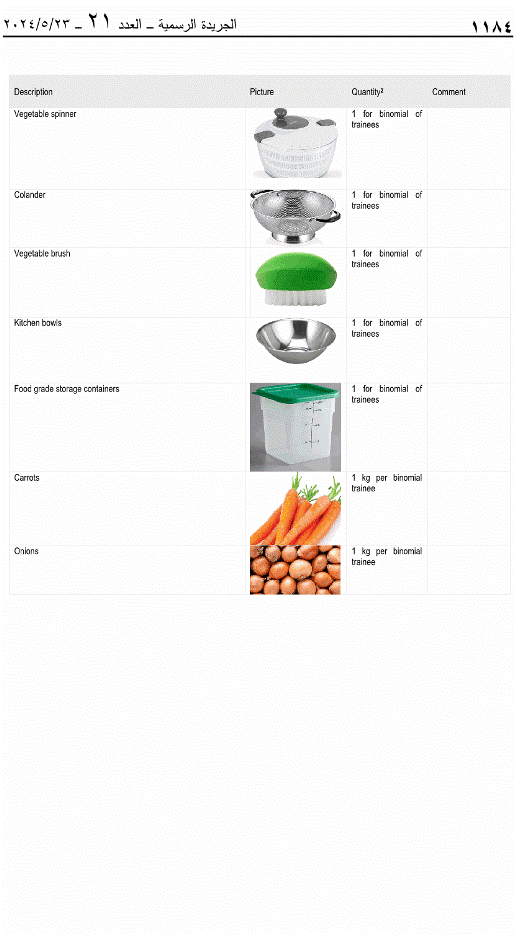 ١١٨٤ الجريدة الرسمية ــ العدد ٢١ ــ ٢٠٢٤/٥/٢٣
Description Picture Quantity² Comment
Vegetable spinner 1 for binomial of
trainees
Colander 1 for binomial of
trainees
Vegetable brush 1 for binomial of
trainees
Kitchen bowls 1 for binomial of
trainees
Food grade storage containers 1 for binomial of
trainees
Carrots 1 kg per binomial
trainee
Onions 1 kg per binomial
trainee